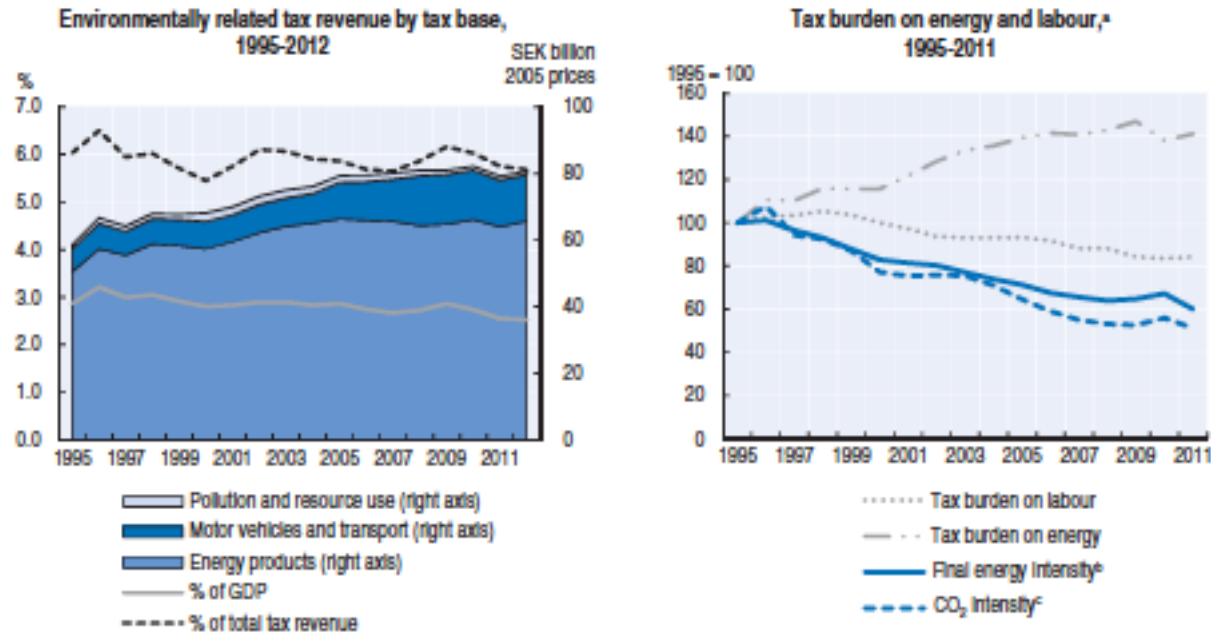 Environmentally related tax revenue by tax base,
1995-2012
%
SEK billion
2005 prices
7.0
6.0
5.0
4.0
3.0
2.0
1.0
0.0
100
80
60
40
20
0
1995 1997 1999 2001 2003 2005 2007 2009 2011
Pollution and resource use (right axis)
Motor vehicles and transport (right axis)
Energy products (right axis)
% of GDP
% of total tax revenue
Tax burden on energy and labour,ᵃ
1995-2011
1995 = 100
160
140
120
100
80
60
40
20
0
1995 1997 1999 2001 2003 2005 2007 2009 2011
Tax burden on labour
Tax burden on energy
Final energy intensityᵇ
CO₂ intensityᶜ